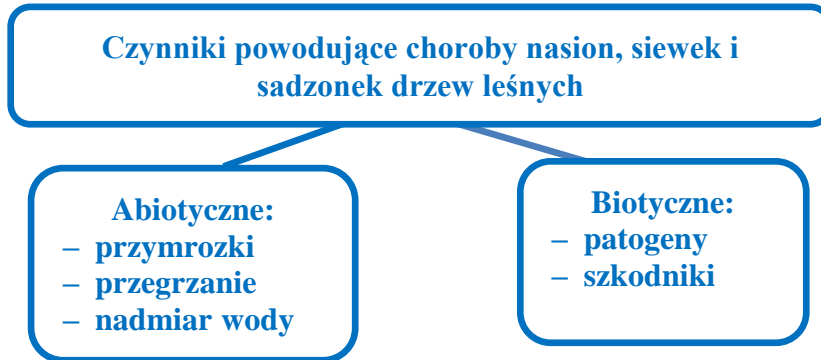 Czynniki powodujące choroby nasion, siewek i
sadzonek drzew leśnych
Abiotyczne:
– przymrozki
– przegrzanie
– nadmiar wody
Biotyczne:
– patogeny
– szkodniki